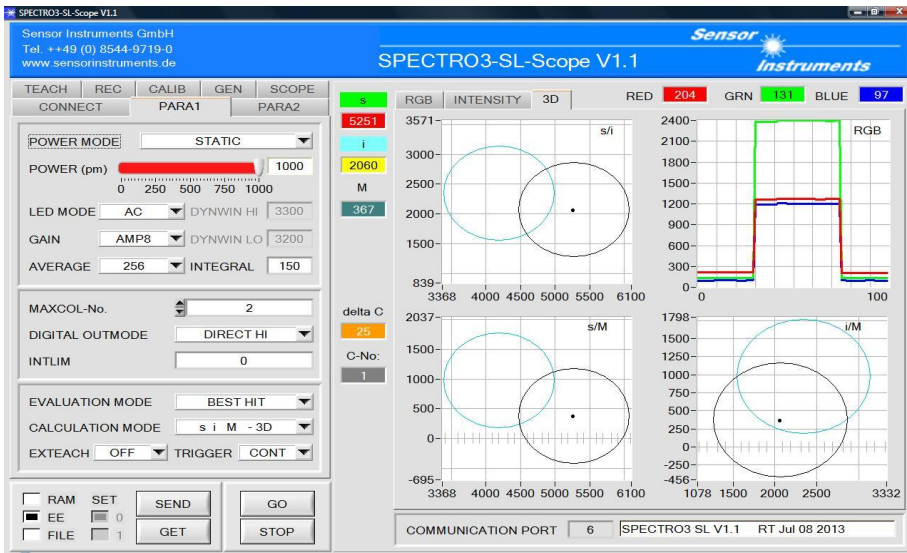 SPECTRO3-SL-Scope V1.1
Sensor Instruments GmbH
Tel. ++49 (0) 8544-9719-0
www.sensorinstruments.de
SPECTRO3-SL-Scope V1.1
Sensor
Instruments
TEACH REC CALIB GEN SCOPE
CONNECT PARA1 PARA2
POWER MODE STATIC
POWER (pm) 1000
0 250 500 750 1000
LED MODE AC DYNWIN HI 3300
GAIN AMP8 DYNWIN LO 3200
AVERAGE 256 INTEGRAL 150
MAXCOL-No. 2
DIGITAL OUTMODE DIRECT HI
INTLIM 0
EVALUATION MODE BEST HIT
CALCULATION MODE s i M - 3D
EXTEACH OFF TRIGGER CONT
RAM SET
EE 0
FILE 1
SEND
GET
GO
STOP
s
5251
i
2060
M
367
delta C
25
C-No:
1
RGB INTENSITY 3D
RED 204 GRN 131 BLUE 97
s/i
3571
3000
2500
2000
1500
839
3368 4000 4500 5000 5500 6100
RGB
2400
2100
1800
1500
1200
900
600
300
0
0 100
s/M
2037
1500
1000
500
0
-695
3368 4000 4500 5000 5500 6100
i/M
1798
1500
1250
1000
750
500
250
0
-250
-456
1078 1500 2000 2500 3332
COMMUNICATION PORT 6 SPECTRO3 SL V1.1 RT Jul 08 2013